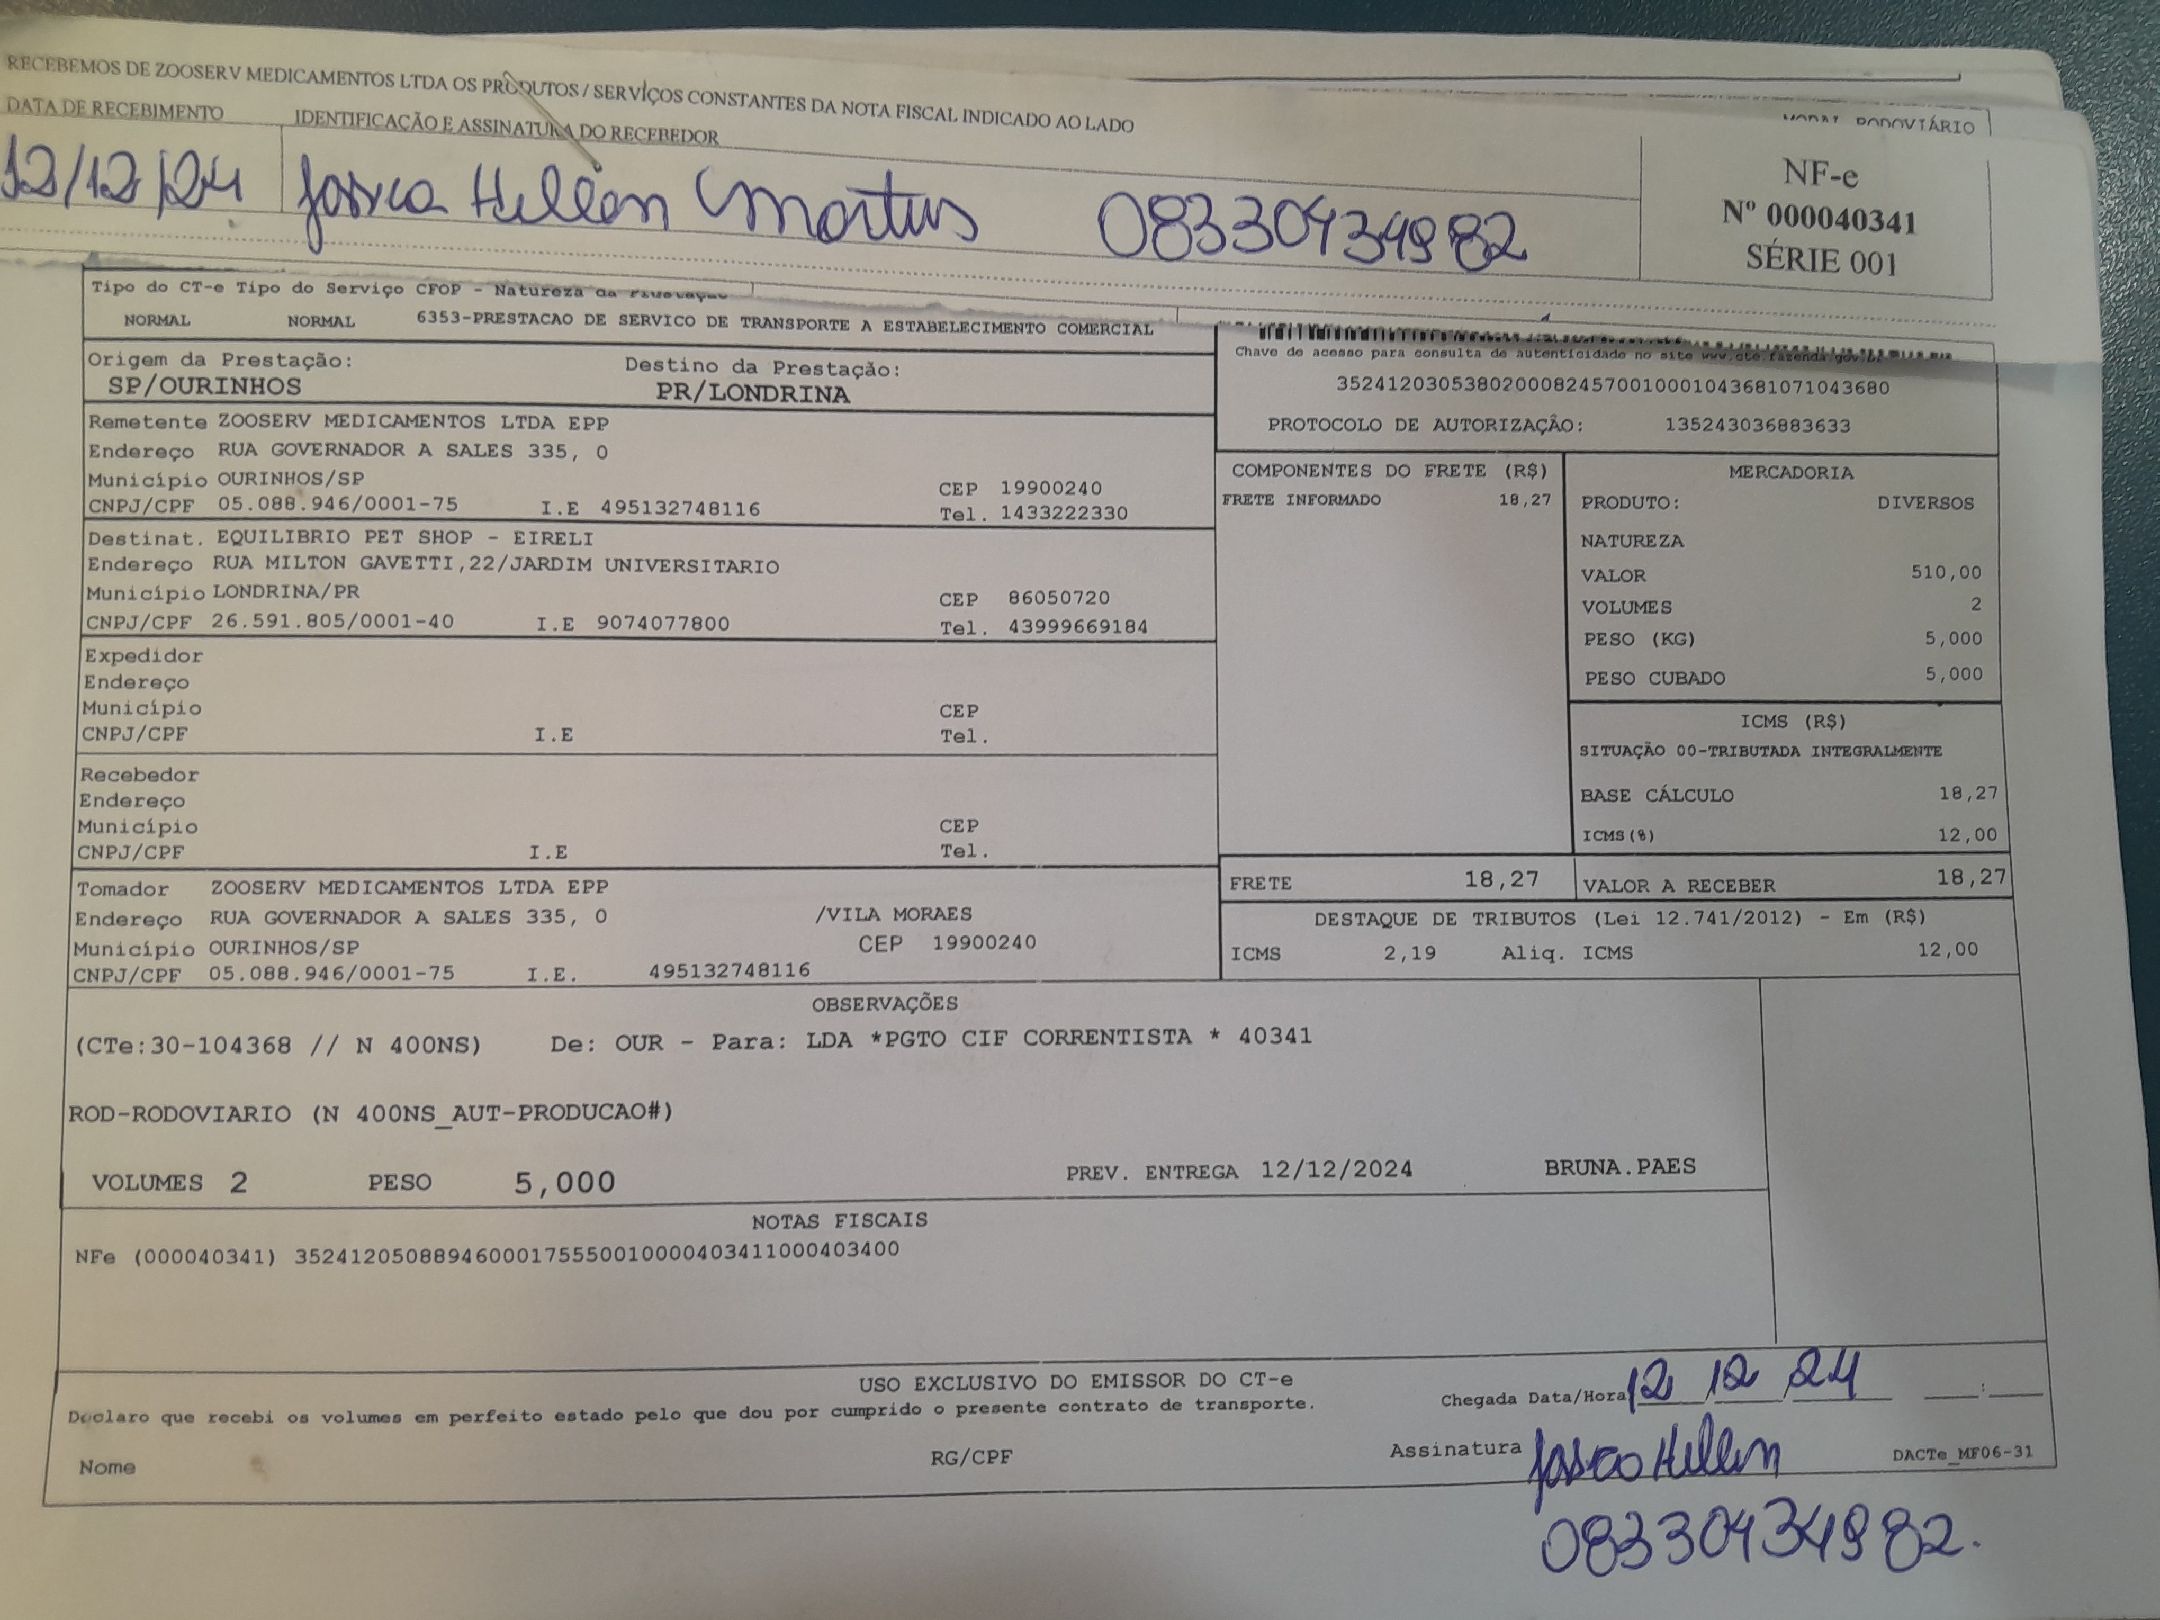 RECEBEMOS DE ZOOSERV MEDICAMENTOS LTDA OS PRODUTOS / SERVIÇOS CONSTANTES DA NOTA FISCAL INDICADO AO LADO
DATA DE RECEBIMENTO IDENTIFICAÇÃO E ASSINATURA DO RECEBEDOR
MODAL RODOVIÁRIO
12/12/24 Hellen 08330434982
NF-e
Nº 000040341
SÉRIE 001
Tipo do CT-e Tipo do Serviço CFOP - Natureza da Prestação
NORMAL NORMAL 6353-PRESTACAO DE SERVICO DE TRANSPORTE A ESTABELECIMENTO COMERCIAL
Chave de acesso para consulta de autenticidade no site www.cte.fazenda.gov.br
35241203053802000824570010001043681071043680
PROTOCOLO DE AUTORIZAÇÃO: 135243036883633
Origem da Prestação: Destino da Prestação:
SP/OURINHOS PR/LONDRINA
Remetente ZOOSERV MEDICAMENTOS LTDA EPP
Endereço RUA GOVERNADOR A SALES 335, 0
Município OURINHOS/SP CEP 19900240
CNPJ/CPF 05.088.946/0001-75 I.E 495132748116 Tel. 1433222330
Destinat. EQUILIBRIO PET SHOP - EIRELI
Endereço RUA MILTON GAVETTI,22/JARDIM UNIVERSITARIO
Município LONDRINA/PR CEP 86050720
CNPJ/CPF 26.591.805/0001-40 I.E 9074077800 Tel. 43999669184
Expedidor
Endereço
Município CEP
CNPJ/CPF I.E Tel.
Recebedor
Endereço
Município CEP
CNPJ/CPF I.E Tel.
Tomador ZOOSERV MEDICAMENTOS LTDA EPP
Endereço RUA GOVERNADOR A SALES 335, 0 /VILA MORAES
Município OURINHOS/SP CEP 19900240
CNPJ/CPF 05.088.946/0001-75 I.E. 495132748116
COMPONENTES DO FRETE (R$)
FRETE INFORMADO 18,27
MERCADORIA
PRODUTO: DIVERSOS
NATUREZA
VALOR 510,00
VOLUMES 2
PESO (KG) 5,000
PESO CUBADO 5,000
ICMS (R$)
SITUAÇÃO 00-TRIBUTADA INTEGRALMENTE
BASE CÁLCULO 18,27
ICMS(%) 12,00
FRETE 18,27 VALOR A RECEBER 18,27
DESTAQUE DE TRIBUTOS (Lei 12.741/2012) - Em (R$)
ICMS 2,19 Aliq. ICMS 12,00
OBSERVAÇÕES
(CTe:30-104368 // N 400NS) De: OUR - Para: LDA *PGTO CIF CORRENTISTA * 40341
ROD-RODOVIARIO (N 400NS_AUT-PRODUCAO#)
VOLUMES 2 PESO 5,000 PREV. ENTREGA 12/12/2024 BRUNA.PAES
NOTAS FISCAIS
NFe (000040341) 35241205088946000175550010000403411000403400
USO EXCLUSIVO DO EMISSOR DO CT-e
Declaro que recebi os volumes em perfeito estado pelo que dou por cumprido o presente contrato de transporte.
Chegada Data/Hora 12/12/24 __:__
Nome RG/CPF
Assinatura Hellen DACTe_MF06-31
08330434982.